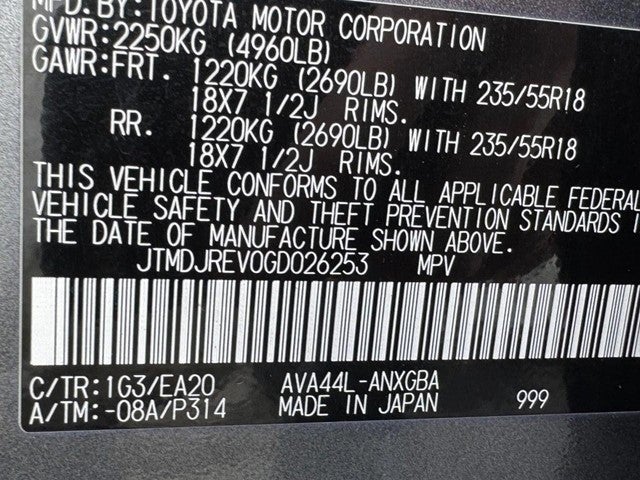 MFD.BY:TOYOTA MOTOR CORPORATION
GVWR:2250KG (4960LB)
GAWR:FRT. 1220KG (2690LB) WITH 235/55R18
18X7 1/2J RIMS.
RR. 1220KG (2690LB) WITH 235/55R18
18X7 1/2J RIMS.
THIS VEHICLE CONFORMS TO ALL APPLICABLE FEDERAL
VEHICLE SAFETY AND THEFT PREVENTION STANDARDS I
THE DATE OF MANUFACTURE SHOWN ABOVE.
JTMDJREV0GD026253 MPV
C/TR:1G3/EA20 AVA44L-ANXGBA
A/TM:-08A/P314 MADE IN JAPAN 999